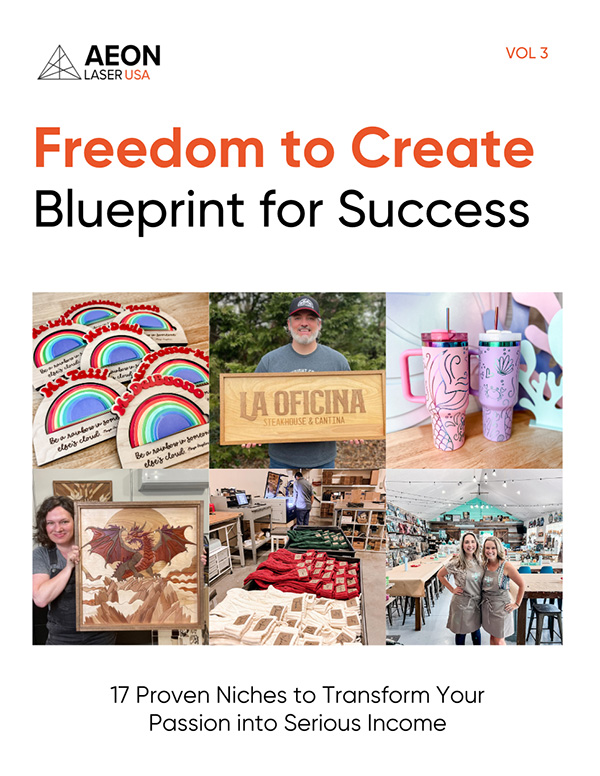 AEON
LASER USA
VOL 3
Freedom to Create
Blueprint for Success
Be a rainbow in someone
else's cloud.
LA OFICINA
STEAKHOUSE & CANTINA
17 Proven Niches to Transform Your
Passion into Serious Income